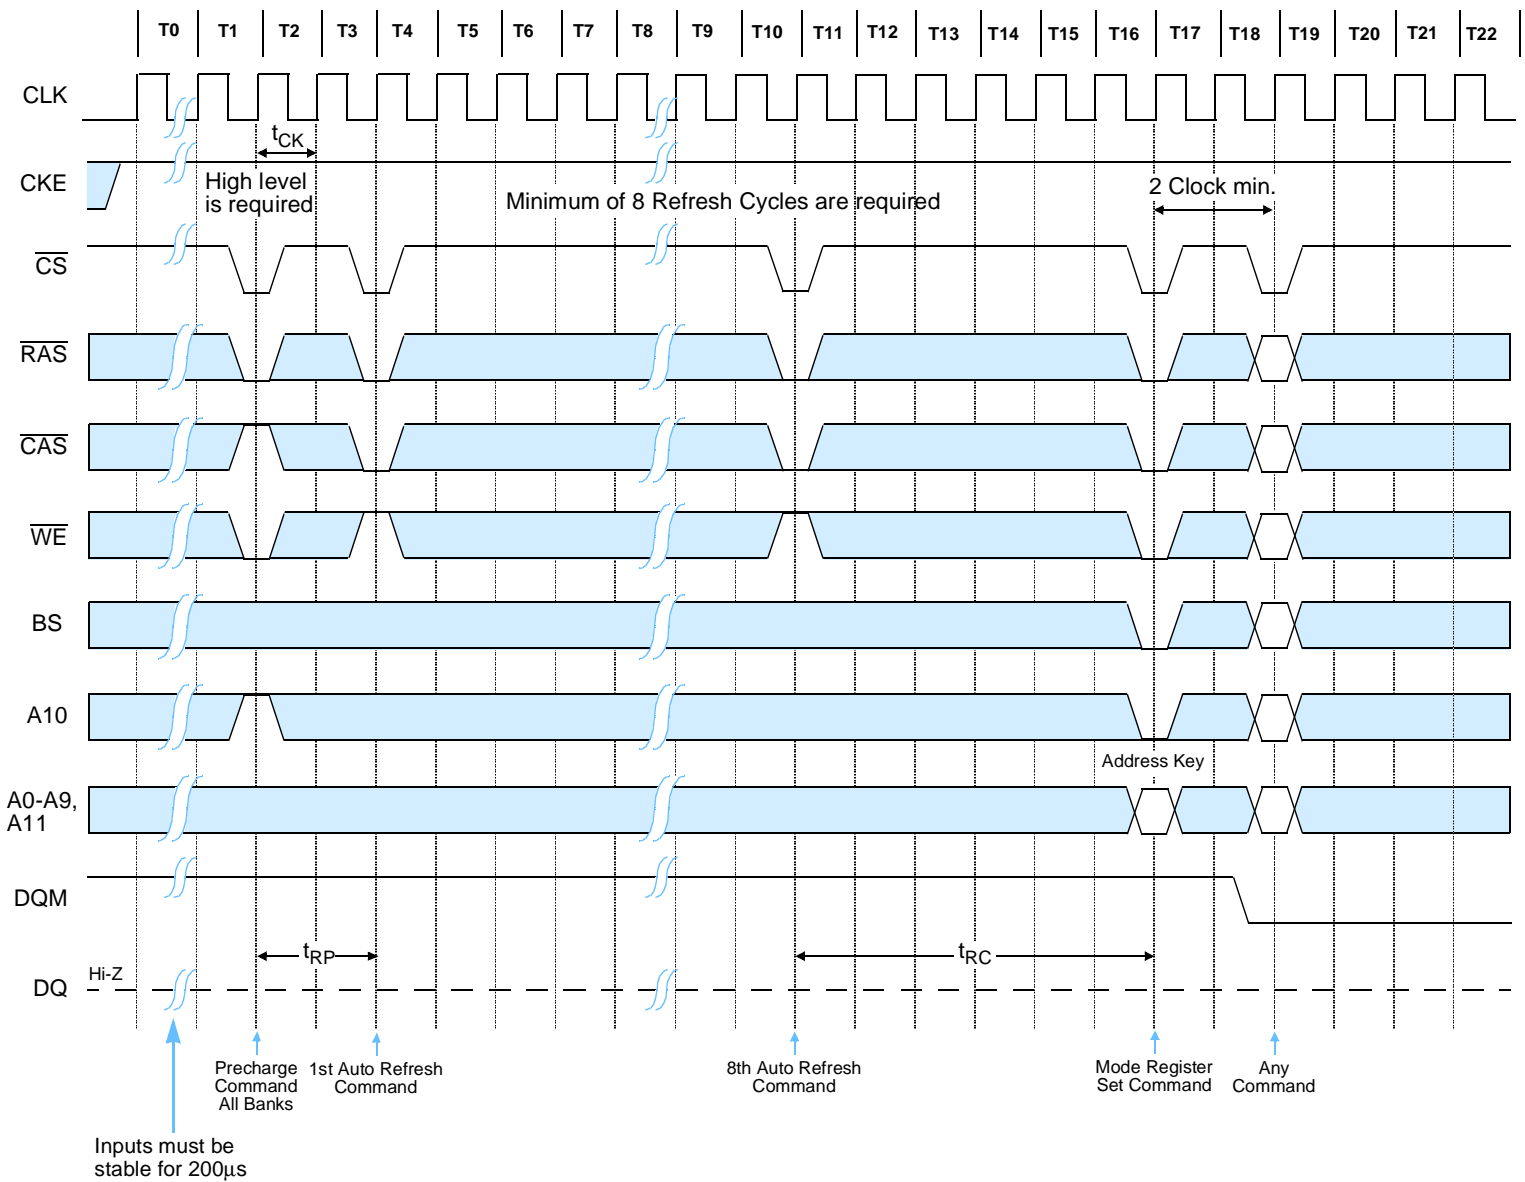 T0 T1 T2 T3 T4 T5 T6 T7 T8 T9 T10 T11 T12 T13 T14 T15 T16 T17 T18 T19 T20 T21 T22
CLK
tCK
CKE
High level
is required
Minimum of 8 Refresh Cycles are required
2 Clock min.
CS
RAS
CAS
WE
BS
A10
Address Key
A0-A9,
A11
DQM
tRP
tRC
Hi-Z
DQ
Precharge
Command
All Banks
1st Auto Refresh
Command
8th Auto Refresh
Command
Mode Register
Set Command
Any
Command
Inputs must be
stable for 200µs